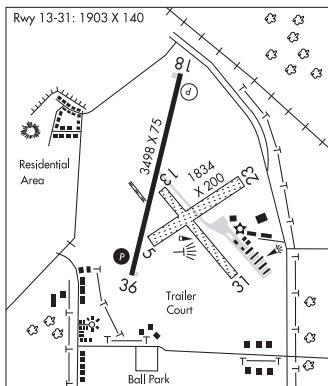 Rwy 13-31: 1903 X 140
18
P
3498 X 75
Residential
Area
13
1834
X 200
23
5
P
36
31
Trailer
Court
Ball Park